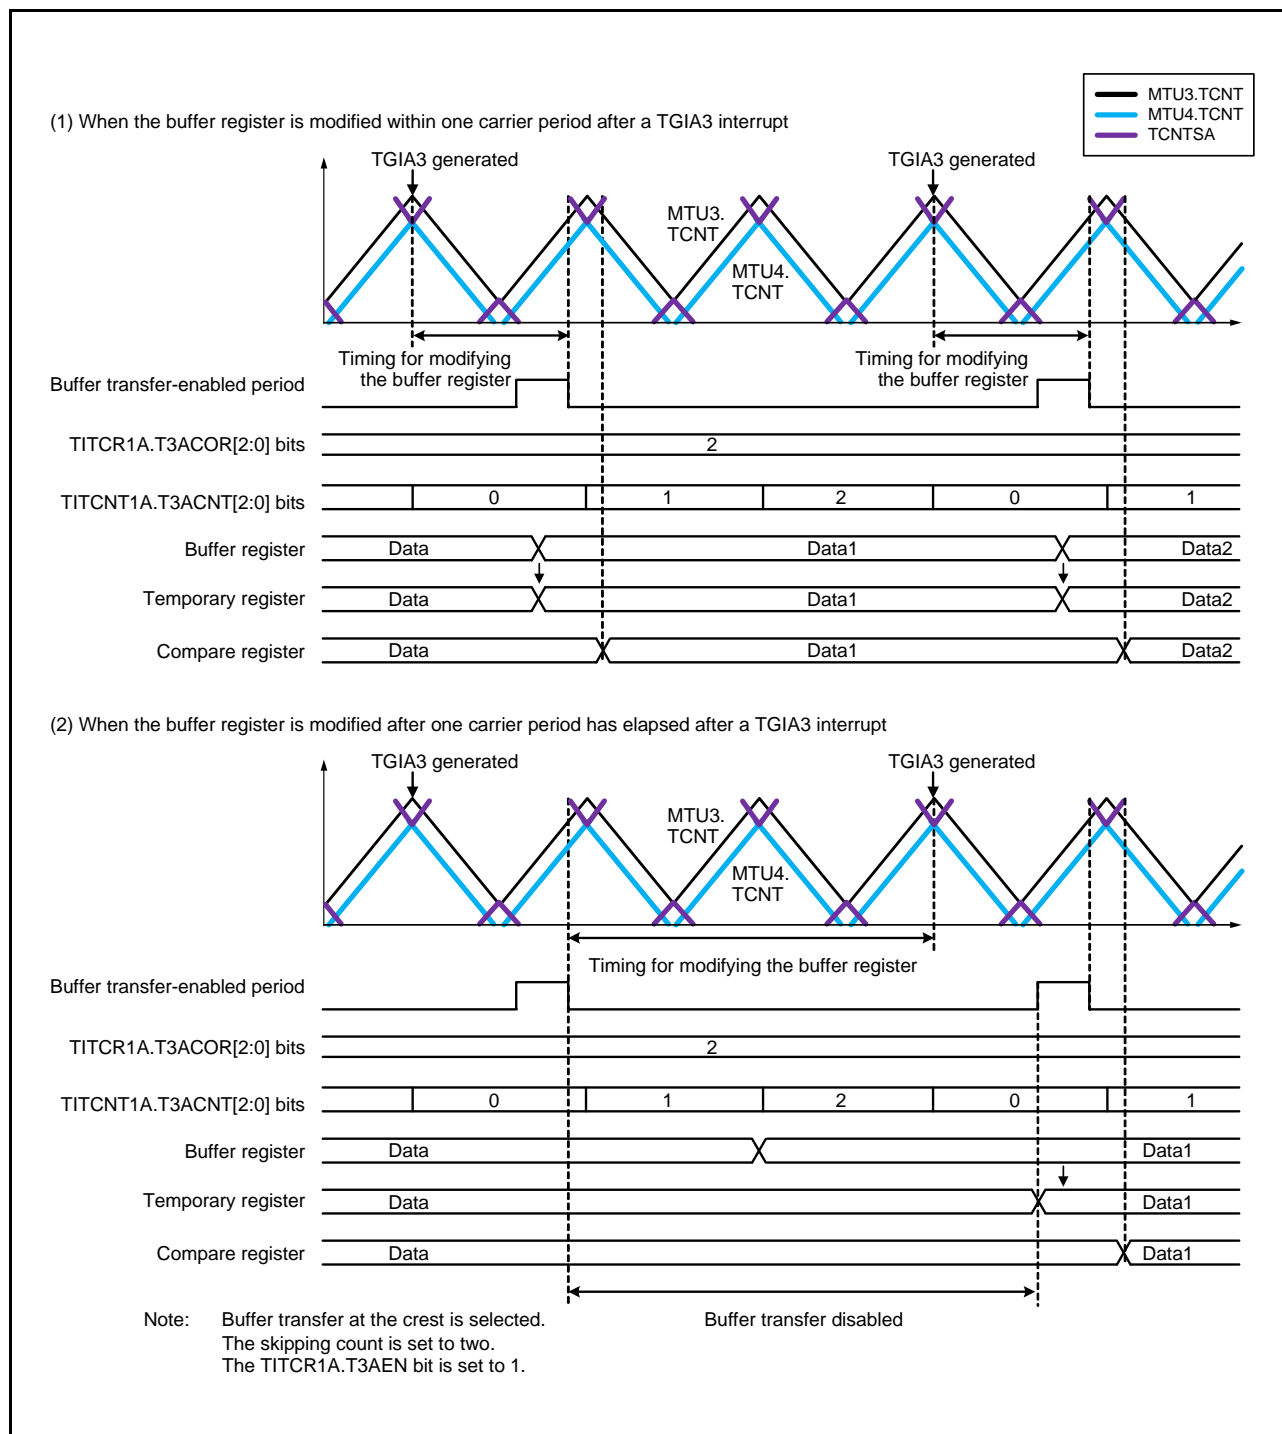 MTU3.TCNT
MTU4.TCNT
TCNTSA
(1) When the buffer register is modified within one carrier period after a TGIA3 interrupt
TGIA3 generated
TGIA3 generated
MTU3.
TCNT
MTU4.
TCNT
Timing for modifying
the buffer register
Timing for modifying
the buffer register
Buffer transfer-enabled period
TITCR1A.T3ACOR[2:0] bits
2
TITCNT1A.T3ACNT[2:0] bits
0
1
2
0
1
Buffer register
Data
Data1
Data2
Temporary register
Data
Data1
Data2
Compare register
Data
Data1
Data2
(2) When the buffer register is modified after one carrier period has elapsed after a TGIA3 interrupt
TGIA3 generated
TGIA3 generated
MTU3.
TCNT
MTU4.
TCNT
Timing for modifying the buffer register
Buffer transfer-enabled period
TITCR1A.T3ACOR[2:0] bits
2
TITCNT1A.T3ACNT[2:0] bits
0
1
2
0
1
Buffer register
Data
Data1
Temporary register
Data
Data1
Compare register
Data
Data1
Buffer transfer disabled
Note: Buffer transfer at the crest is selected.
The skipping count is set to two.
The TITCR1A.T3AEN bit is set to 1.